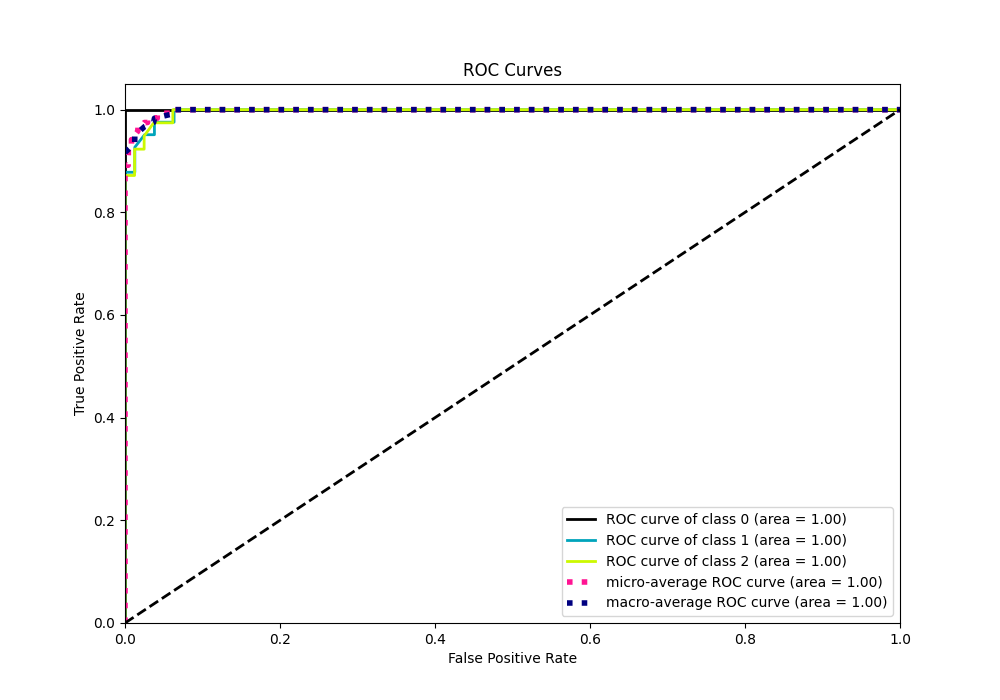 ROC Curves
True Positive Rate
1.0
0.8
0.6
0.4
0.2
0.0
0.0 0.2 0.4 0.6 0.8 1.0
False Positive Rate
ROC curve of class 0 (area = 1.00)
ROC curve of class 1 (area = 1.00)
ROC curve of class 2 (area = 1.00)
micro-average ROC curve (area = 1.00)
macro-average ROC curve (area = 1.00)